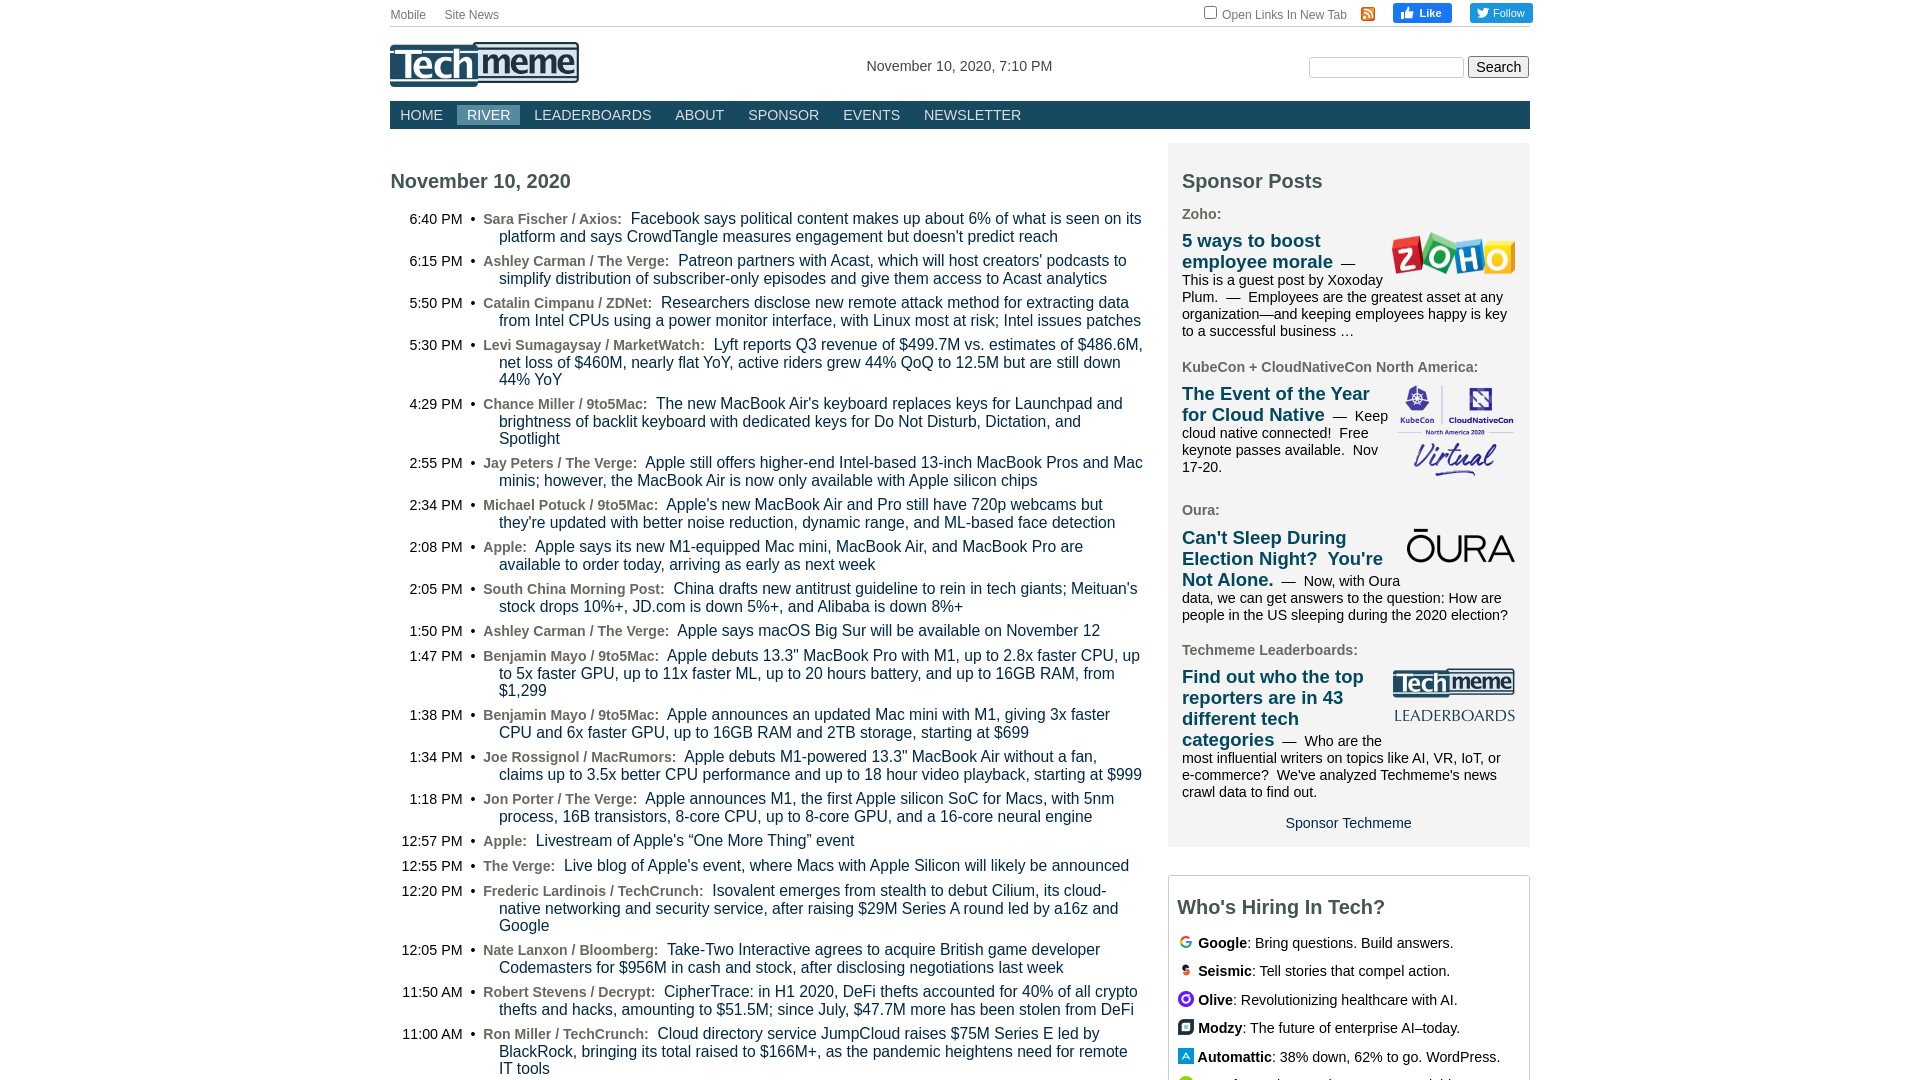 Mobile Site News Open Links In New Tab Like Follow
Techmeme
November 10, 2020, 7:10 PM
Search
HOME RIVER LEADERBOARDS ABOUT SPONSOR EVENTS NEWSLETTER
November 10, 2020
6:40 PM • Sara Fischer / Axios: Facebook says political content makes up about 6% of what is seen on its
platform and says CrowdTangle measures engagement but doesn't predict reach
6:15 PM • Ashley Carman / The Verge: Patreon partners with Acast, which will host creators' podcasts to
simplify distribution of subscriber-only episodes and give them access to Acast analytics
5:50 PM • Catalin Cimpanu / ZDNet: Researchers disclose new remote attack method for extracting data
from Intel CPUs using a power monitor interface, with Linux most at risk; Intel issues patches
5:30 PM • Levi Sumagaysay / MarketWatch: Lyft reports Q3 revenue of $499.7M vs. estimates of $486.6M,
net loss of $460M, nearly flat YoY, active riders grew 44% QoQ to 12.5M but are still down
44% YoY
4:29 PM • Chance Miller / 9to5Mac: The new MacBook Air's keyboard replaces keys for Launchpad and
brightness of backlit keyboard with dedicated keys for Do Not Disturb, Dictation, and
Spotlight
2:55 PM • Jay Peters / The Verge: Apple still offers higher-end Intel-based 13-inch MacBook Pros and Mac
minis; however, the MacBook Air is now only available with Apple silicon chips
2:34 PM • Michael Potuck / 9to5Mac: Apple's new MacBook Air and Pro still have 720p webcams but
they're updated with better noise reduction, dynamic range, and ML-based face detection
2:08 PM • Apple: Apple says its new M1-equipped Mac mini, MacBook Air, and MacBook Pro are
available to order today, arriving as early as next week
2:05 PM • South China Morning Post: China drafts new antitrust guideline to rein in tech giants; Meituan's
stock drops 10%+, JD.com is down 5%+, and Alibaba is down 8%+
1:50 PM • Ashley Carman / The Verge: Apple says macOS Big Sur will be available on November 12
1:47 PM • Benjamin Mayo / 9to5Mac: Apple debuts 13.3" MacBook Pro with M1, up to 2.8x faster CPU, up
to 5x faster GPU, up to 11x faster ML, up to 20 hours battery, and up to 16GB RAM, from
$1,299
1:38 PM • Benjamin Mayo / 9to5Mac: Apple announces an updated Mac mini with M1, giving 3x faster
CPU and 6x faster GPU, up to 16GB RAM and 2TB storage, starting at $699
1:34 PM • Joe Rossignol / MacRumors: Apple debuts M1-powered 13.3" MacBook Air without a fan,
claims up to 3.5x better CPU performance and up to 18 hour video playback, starting at $999
1:18 PM • Jon Porter / The Verge: Apple announces M1, the first Apple silicon SoC for Macs, with 5nm
process, 16B transistors, 8-core CPU, up to 8-core GPU, and a 16-core neural engine
12:57 PM • Apple: Livestream of Apple's “One More Thing” event
12:55 PM • The Verge: Live blog of Apple's event, where Macs with Apple Silicon will likely be announced
12:20 PM • Frederic Lardinois / TechCrunch: Isovalent emerges from stealth to debut Cilium, its cloud-
native networking and security service, after raising $29M Series A round led by a16z and
Google
12:05 PM • Nate Lanxon / Bloomberg: Take-Two Interactive agrees to acquire British game developer
Codemasters for $956M in cash and stock, after disclosing negotiations last week
11:50 AM • Robert Stevens / Decrypt: CipherTrace: in H1 2020, DeFi thefts accounted for 40% of all crypto
thefts and hacks, amounting to $51.5M; since July, $47.7M more has been stolen from DeFi
11:00 AM • Ron Miller / TechCrunch: Cloud directory service JumpCloud raises $75M Series E led by
BlackRock, bringing its total raised to $166M+, as the pandemic heightens need for remote
IT tools
Sponsor Posts
Zoho:
5 ways to boost
employee morale —
ZOHO
This is a guest post by Xoxoday
Plum. — Employees are the greatest asset at any
organization—and keeping employees happy is key
to a successful business …
KubeCon + CloudNativeCon North America:
The Event of the Year
for Cloud Native — Keep
cloud native connected! Free
keynote passes available. Nov
17-20.
KubeCon CloudNativeCon
North America 2020
Virtual
Oura:
Can't Sleep During
Election Night? You're
Not Alone. — Now, with Oura
ŌURA
data, we can get answers to the question: How are
people in the US sleeping during the 2020 election?
Techmeme Leaderboards:
Find out who the top
reporters are in 43
different tech
categories — Who are the
Techmeme
LEADERBOARDS
most influential writers on topics like AI, VR, IoT, or
e-commerce? We've analyzed Techmeme's news
crawl data to find out.
Sponsor Techmeme
Who's Hiring In Tech?
Google: Bring questions. Build answers.
Seismic: Tell stories that compel action.
Olive: Revolutionizing healthcare with AI.
Modzy: The future of enterprise AI–today.
Automattic: 38% down, 62% to go. WordPress.